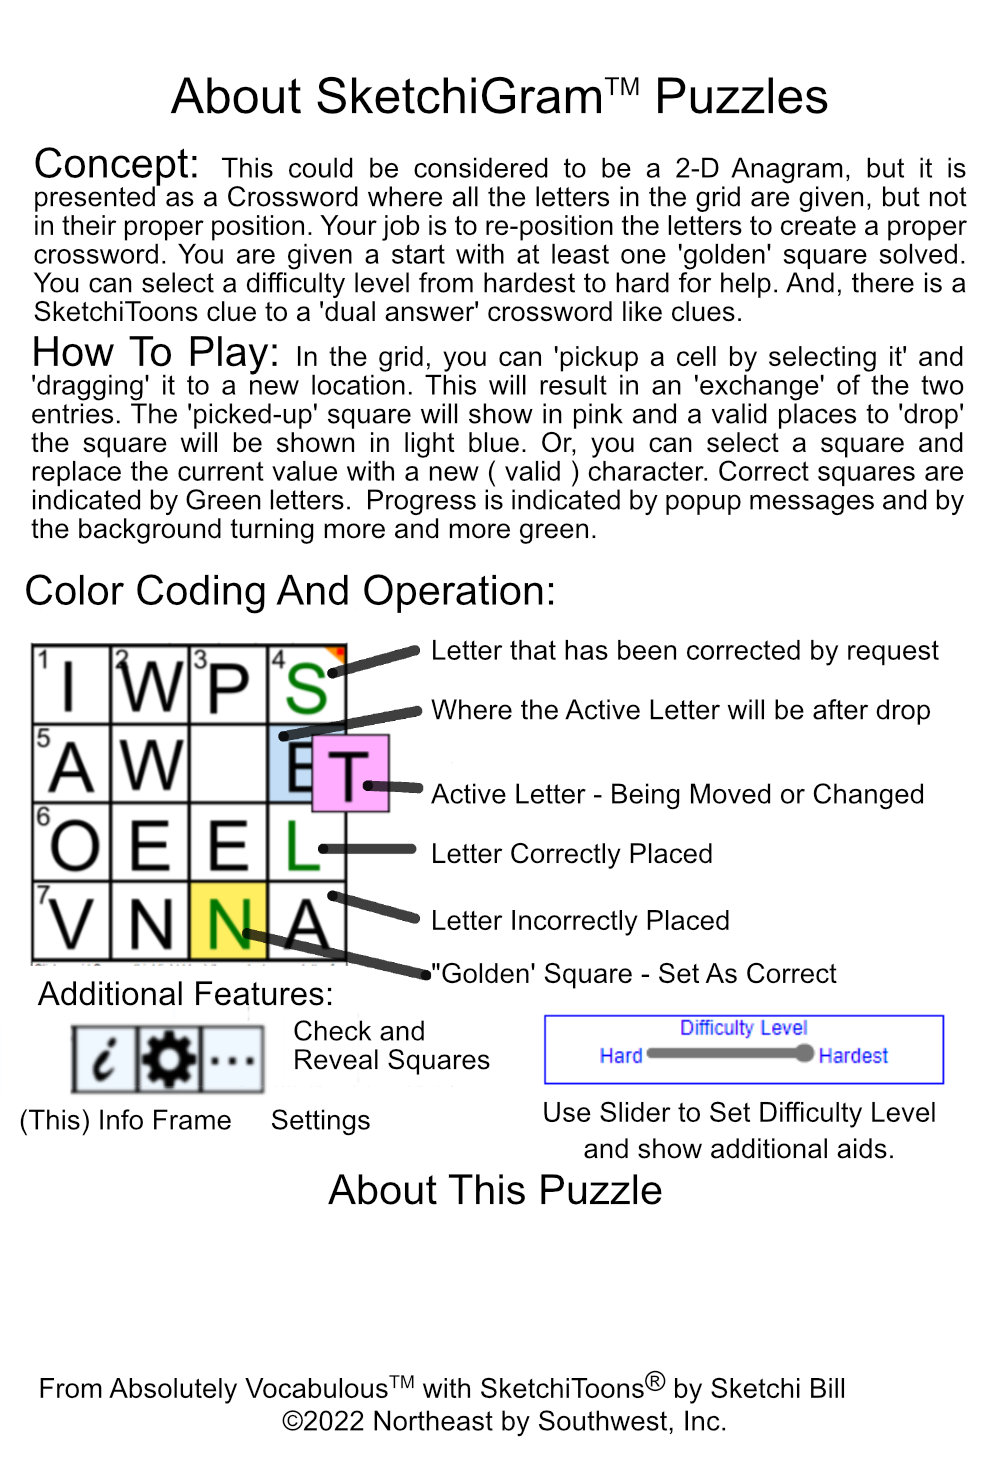 About SketchiGram™ Puzzles
Concept: This could be considered to be a 2-D Anagram, but it is
presented as a Crossword where all the letters in the grid are given, but not
in their proper position. Your job is to re-position the letters to create a proper
crossword. You are given a start with at least one 'golden' square solved.
You can select a difficulty level from hardest to hard for help. And, there is a
SketchiToons clue to a 'dual answer' crossword like clues.
How To Play: In the grid, you can 'pickup a cell by selecting it' and
'dragging' it to a new location. This will result in an 'exchange' of the two
entries. The 'picked-up' square will show in pink and a valid places to 'drop'
the square will be shown in light blue. Or, you can select a square and
replace the current value with a new ( valid ) character. Correct squares are
indicated by Green letters. Progress is indicated by popup messages and by
the background turning more and more green.
Color Coding And Operation:
1 I 2 W 3 P 4 S
Letter that has been corrected by request
Where the Active Letter will be after drop
5 A W E T
Active Letter - Being Moved or Changed
6 O E E L
Letter Correctly Placed
7 V N N A
Letter Incorrectly Placed
"Golden' Square - Set As Correct
Additional Features:
i ...
Check and
Reveal Squares
(This) Info Frame Settings
Difficulty Level
Hard Hardest
Use Slider to Set Difficulty Level
and show additional aids.
About This Puzzle
From Absolutely Vocabulous™ with SketchiToons® by Sketchi Bill
©2022 Northeast by Southwest, Inc.